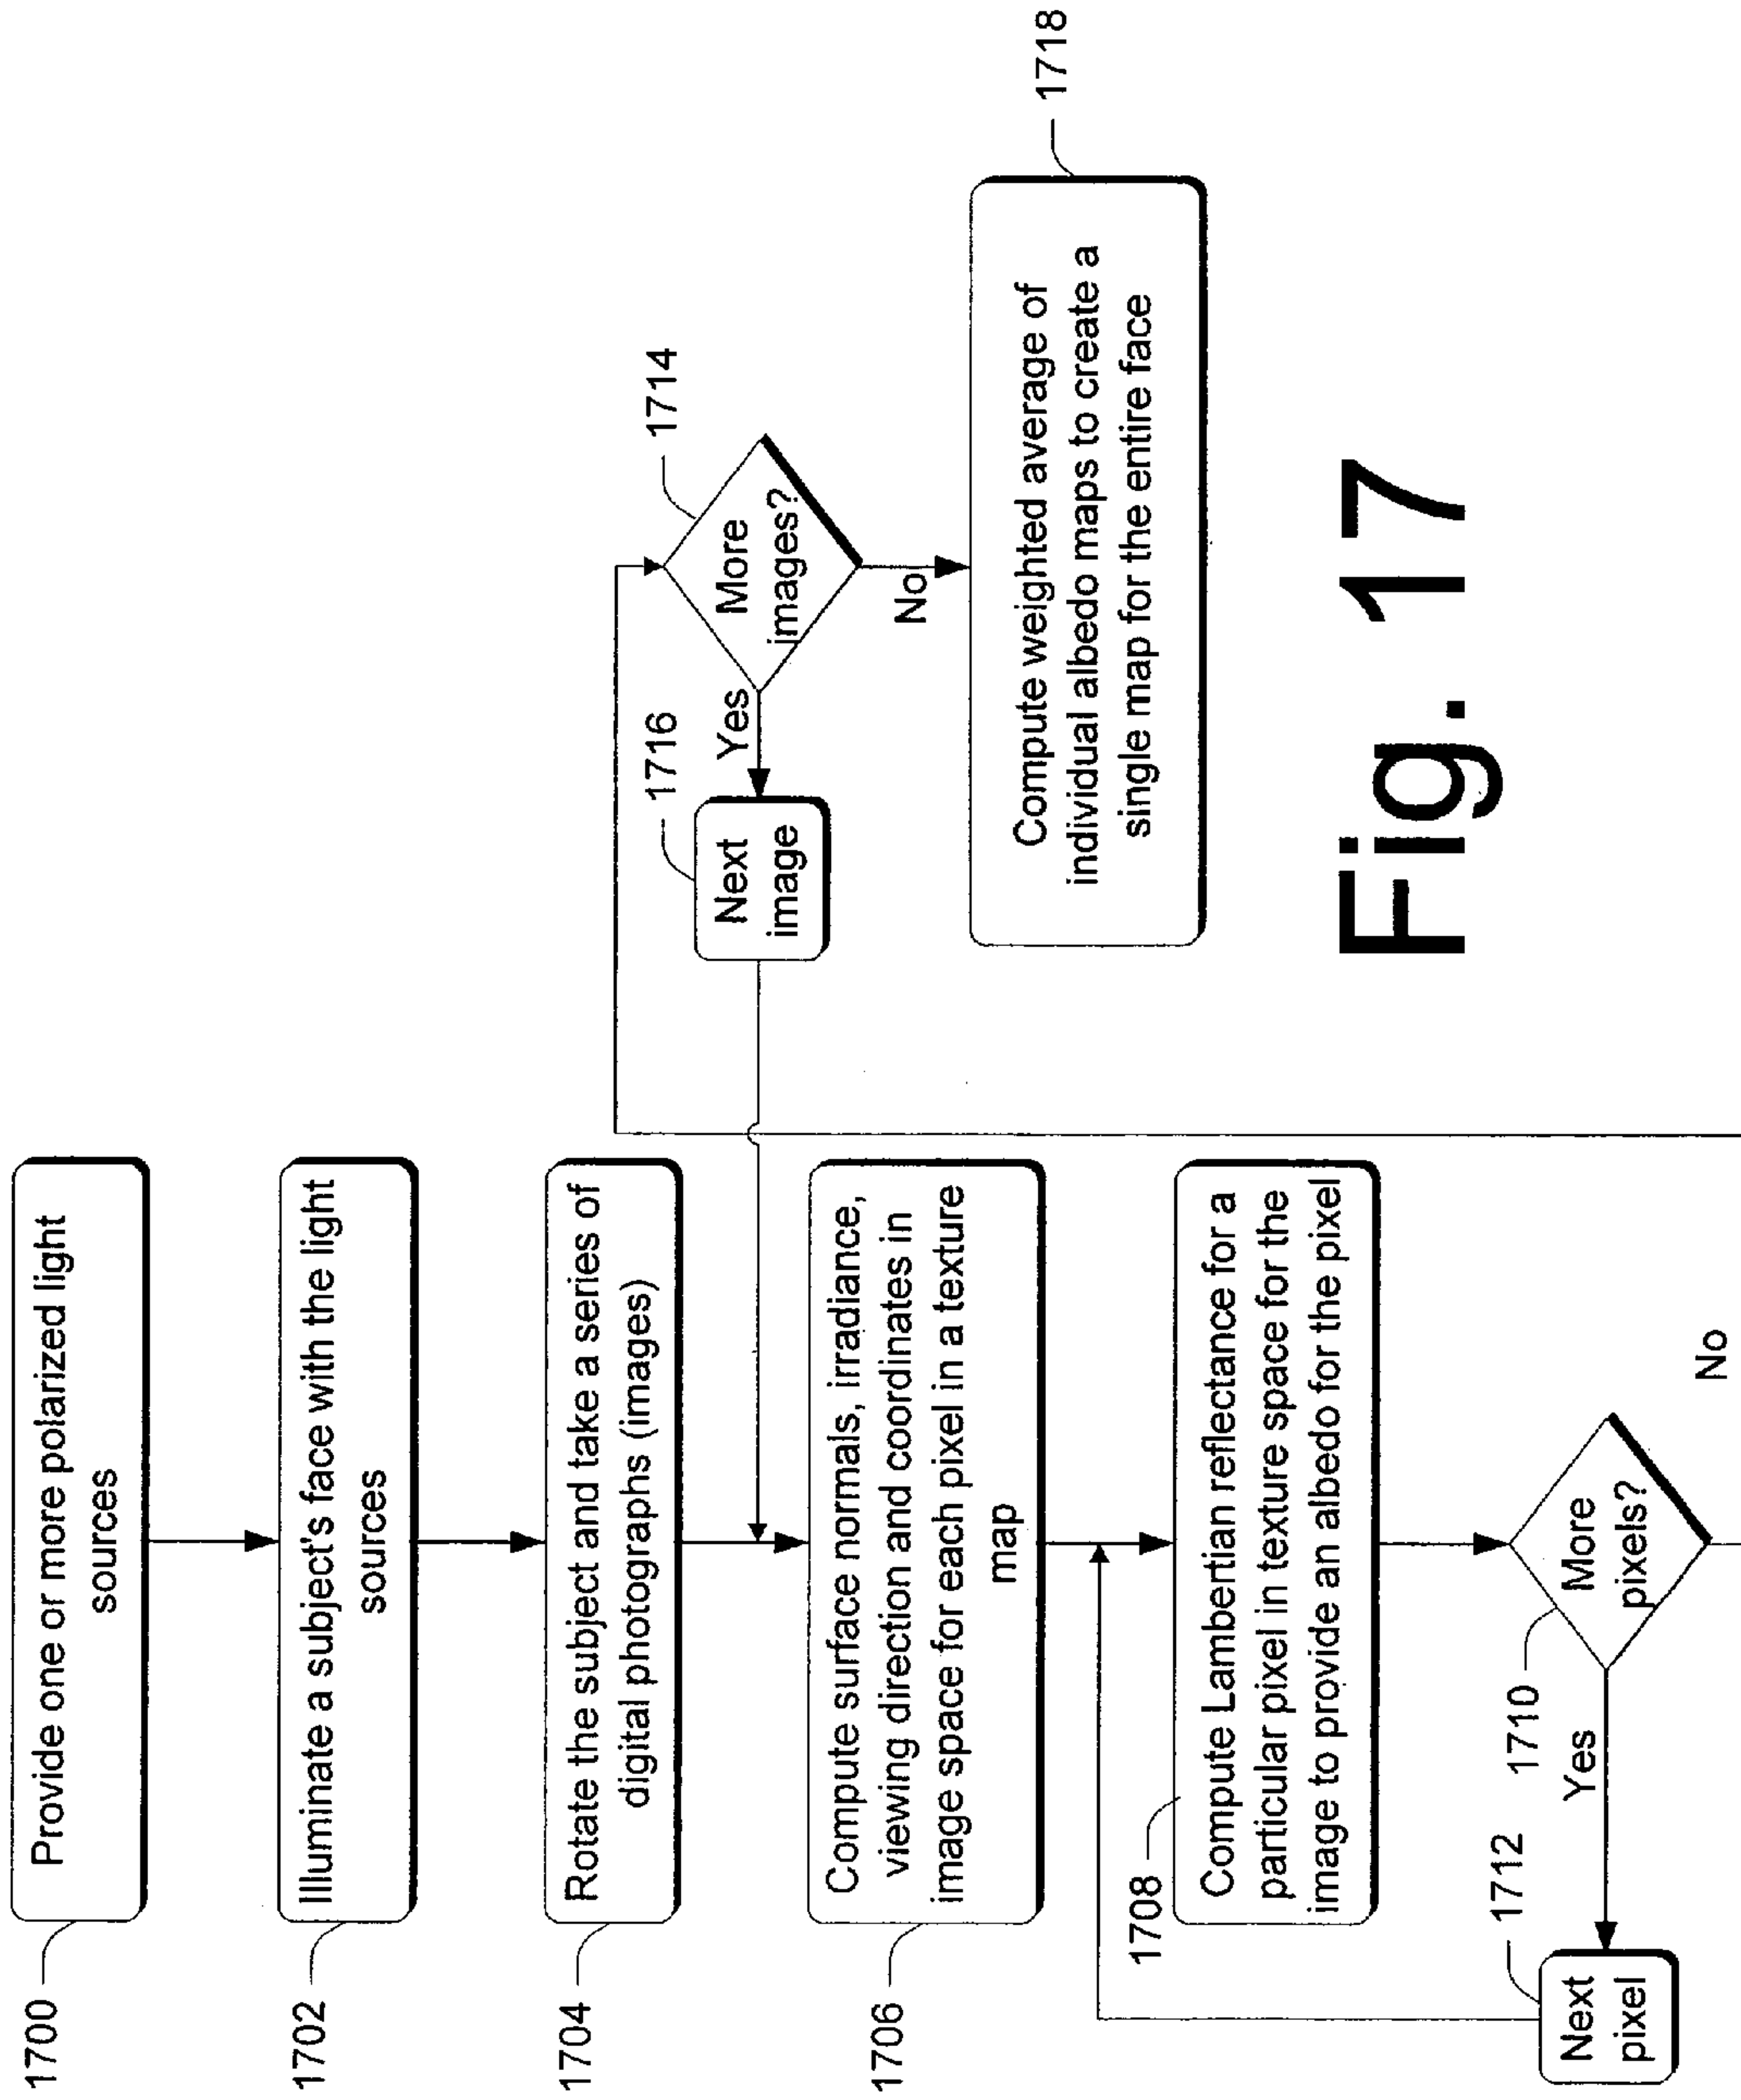 1700
Provide one or more polarized light
sources
1702
Illuminate a subject's face with the light
sources
1704
Rotate the subject and take a series of
digital photographs (images)
1706
Compute surface normals, irradiance,
viewing direction and coordinates in
image space for each pixel in a texture
map
1708
Compute Lambertian reflectance for a
particular pixel in texture space for the
image to provide an albedo for the pixel
1710
More
pixels?
Yes
No
1712
Next
pixel
1714
More
images?
Yes
No
1716
Next
image
1718
Compute weighted average of
individual albedo maps to create a
single map for the entire face
Fig. 17